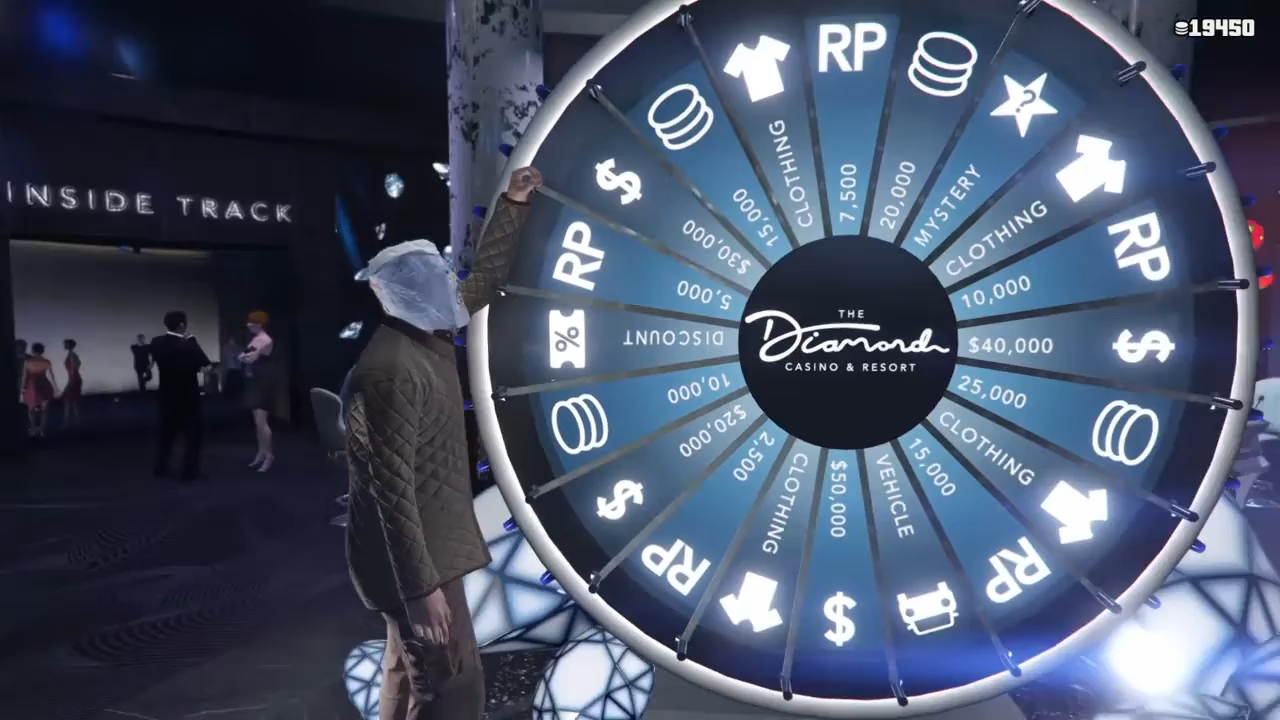 19450
INSIDE TRACK
RP
7,500
20,000
MYSTERY
CLOTHING
RP
10,000
$
$40,000
25,000
CLOTHING
RP
15,000
VEHICLE
$
$50,000
CLOTHING
RP
2,500
$
$20,000
10,000
%
DISCOUNT
RP
5,000
$
$30,000
15,000
CLOTHING
?
THE
Diamond
CASINO & RESORT